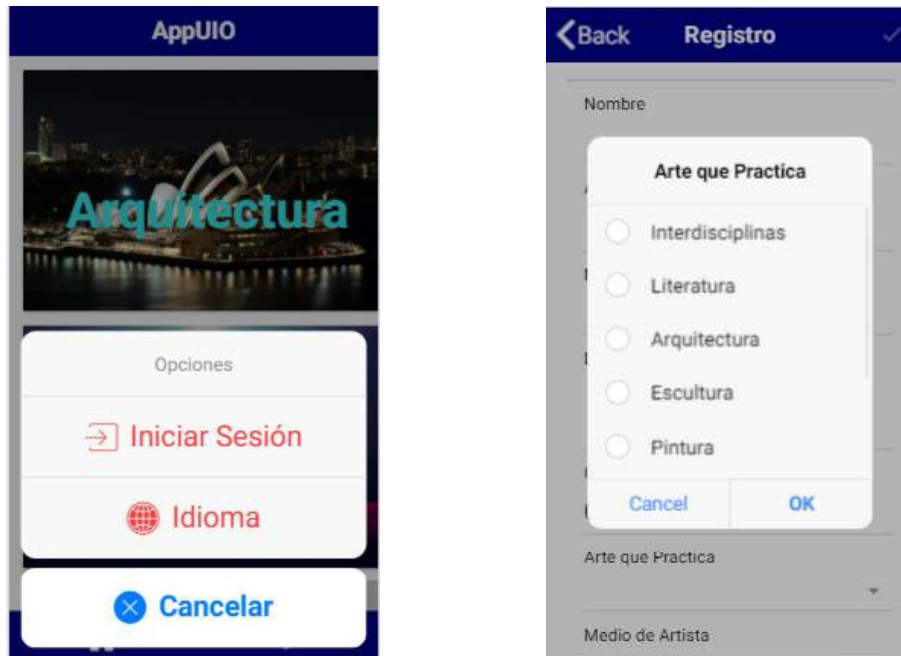 AppUIO
Arquitectura
Opciones
Iniciar Sesión
Idioma
Cancelar
Back Registro
Nombre
Arte que Practica
Interdisciplinas
Literatura
Arquitectura
Escultura
Pintura
Cancel OK
Arte que Practica
Medio de Artista